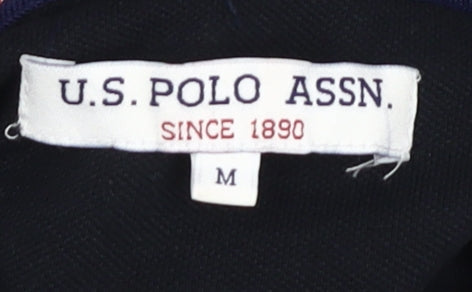 U.S. POLO ASSN.
SINCE 1890
M